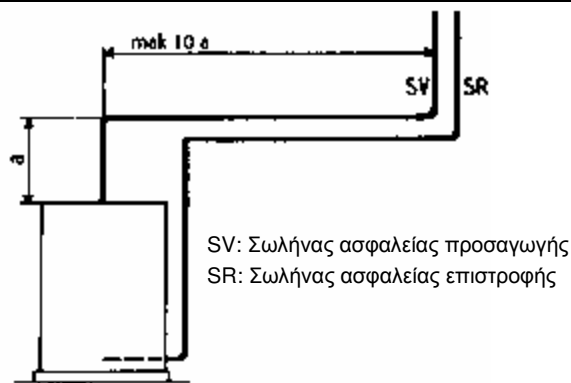 mak 10 a
SV SR
a
SV: Σωλήνας ασφαλείας προσαγωγής
SR: Σωλήνας ασφαλείας επιστροφής